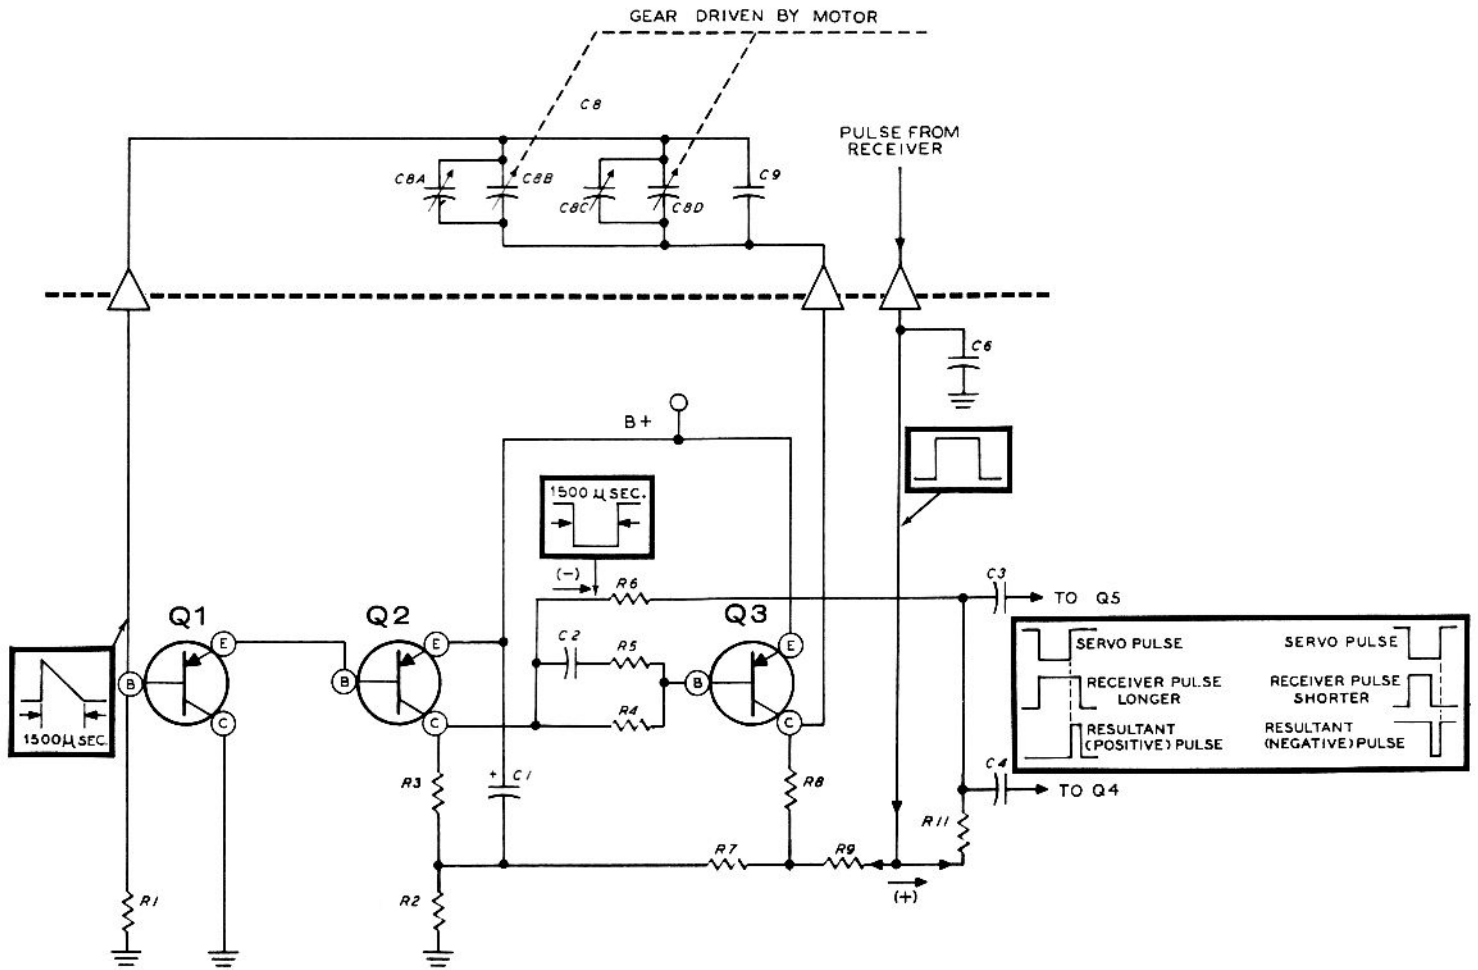 GEAR DRIVEN BY MOTOR
C8
PULSE FROM
RECEIVER
C8A
C8B
C8C
C8D
C9
C6
B+
1500 μ SEC.
(−)
R6
C3
TO Q5
Q1
Q2
Q3
E
E
E
C2
R5
B
B
B
R4
C
C
C
1500μ SEC.
SERVO PULSE
SERVO PULSE
RECEIVER PULSE
LONGER
RECEIVER PULSE
SHORTER
RESULTANT
(POSITIVE) PULSE
RESULTANT
(NEGATIVE) PULSE
R3
+
C1
R8
C4
TO Q4
R11
R7
R9
(+)
R1
R2